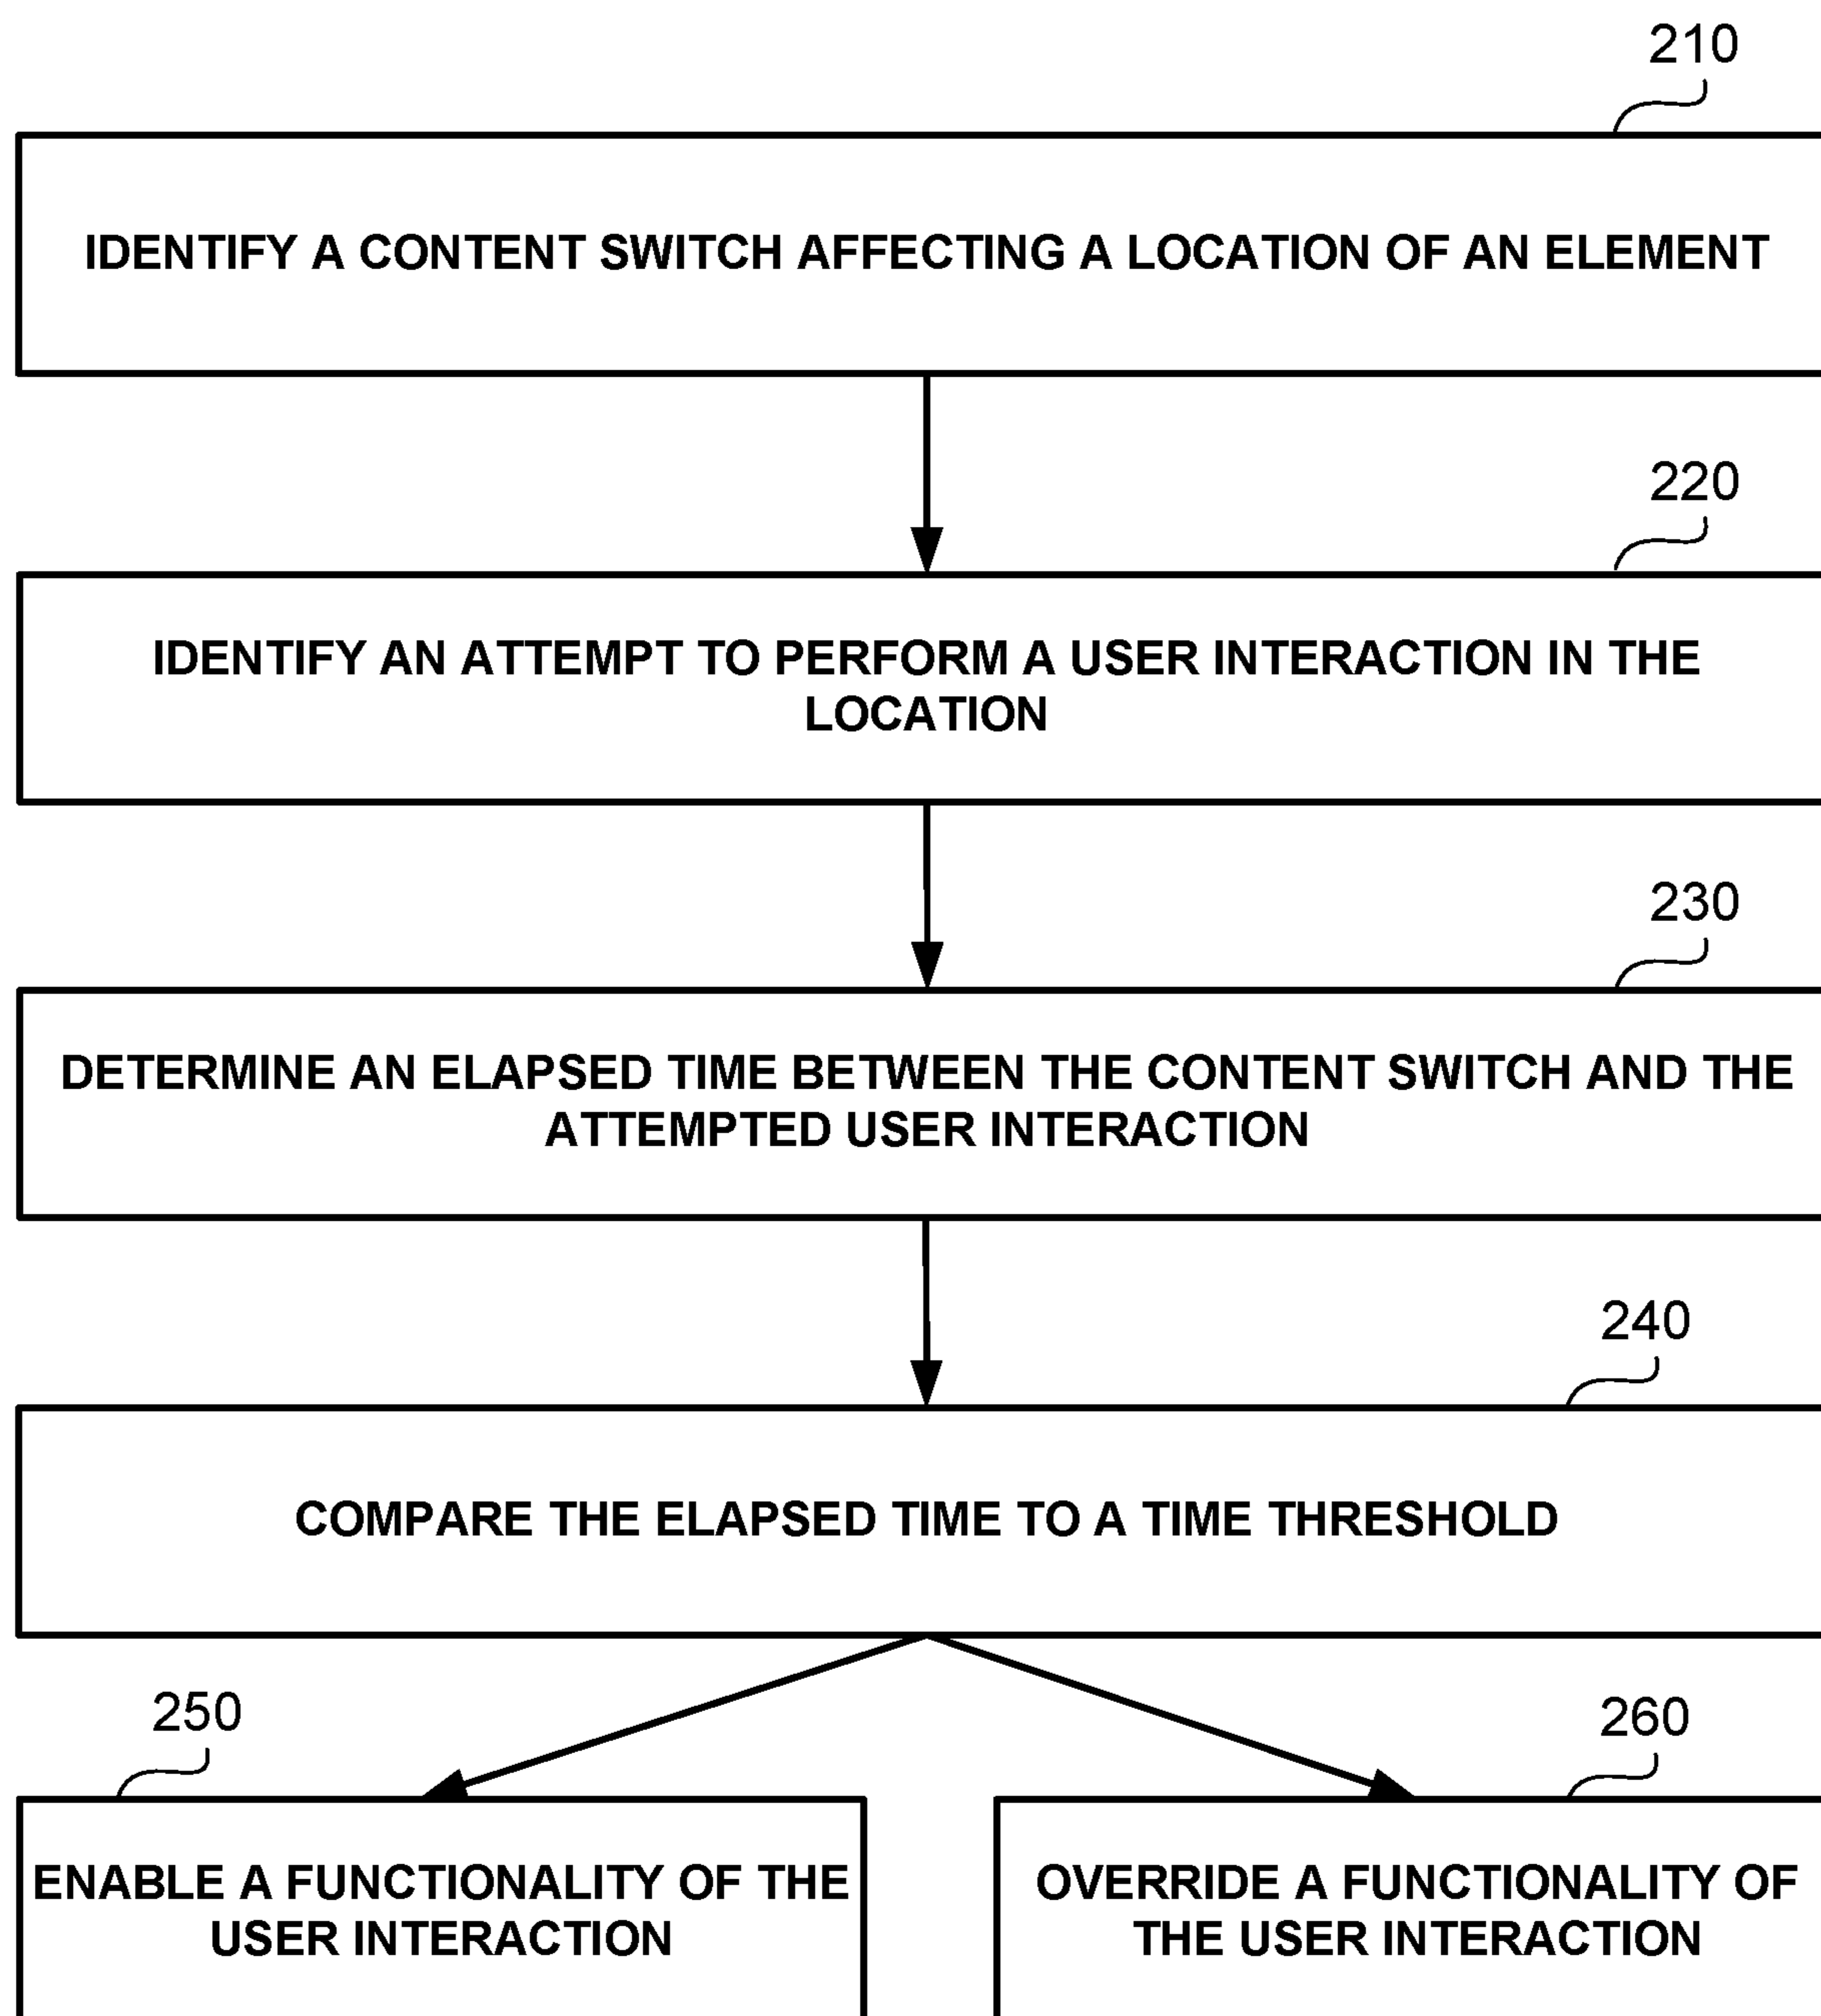 210
IDENTIFY A CONTENT SWITCH AFFECTING A LOCATION OF AN ELEMENT
220
IDENTIFY AN ATTEMPT TO PERFORM A USER INTERACTION IN THE
LOCATION
230
DETERMINE AN ELAPSED TIME BETWEEN THE CONTENT SWITCH AND THE
ATTEMPTED USER INTERACTION
240
COMPARE THE ELAPSED TIME TO A TIME THRESHOLD
250
ENABLE A FUNCTIONALITY OF THE
USER INTERACTION
260
OVERRIDE A FUNCTIONALITY OF
THE USER INTERACTION